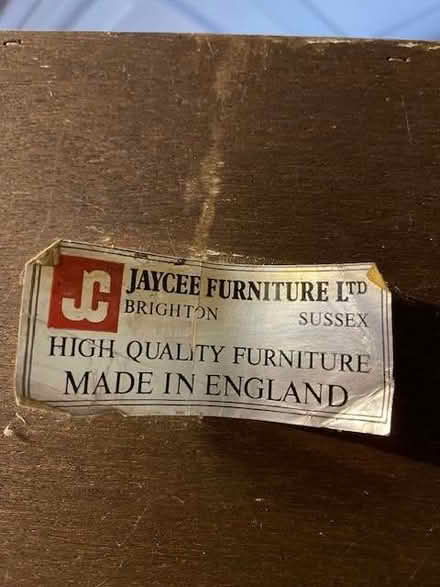 JC
JAYCEE FURNITURE LTD
BRIGHTON SUSSEX
HIGH QUALITY FURNITURE
MADE IN ENGLAND